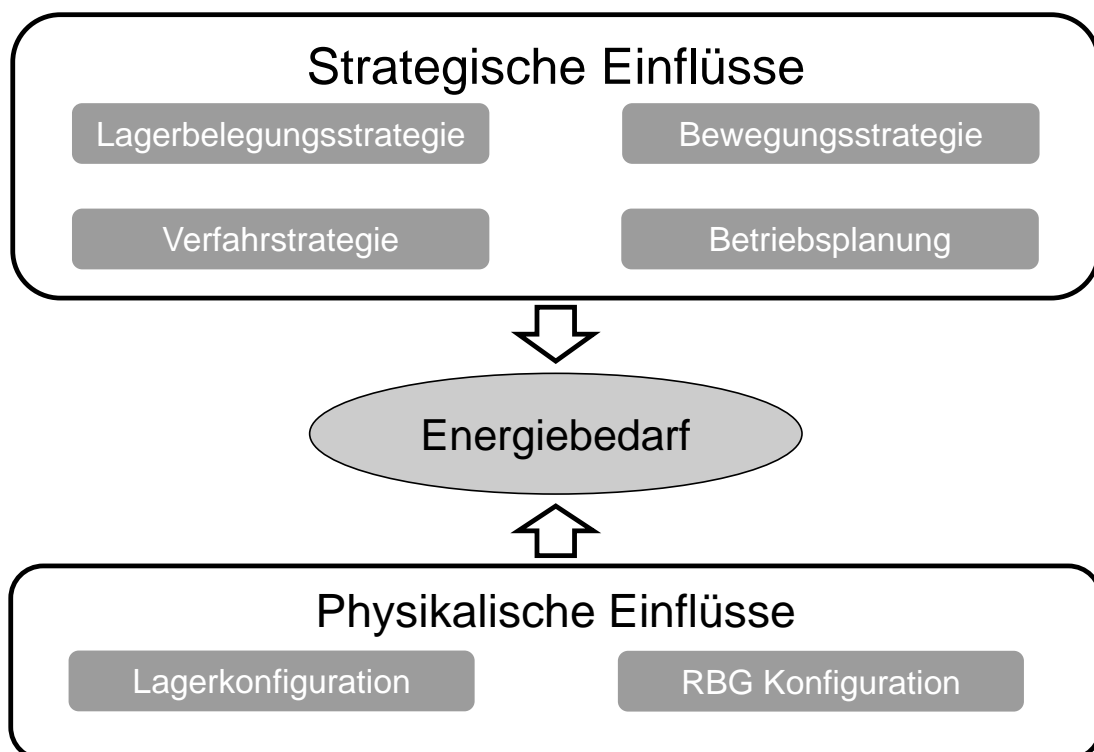 Strategische Einflüsse
Lagerbelegungsstrategie
Bewegungsstrategie
Verfahrstrategie
Betriebsplanung
Energiebedarf
Physikalische Einflüsse
Lagerkonfiguration
RBG Konfiguration